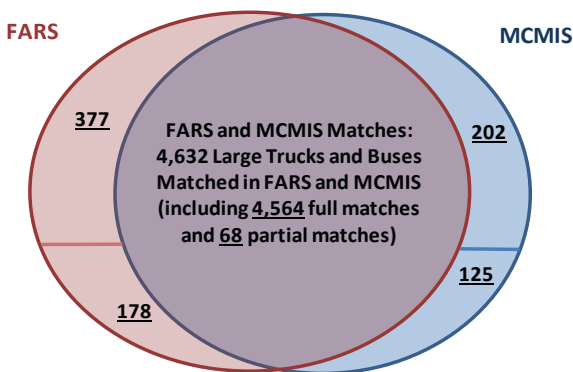 FARS
MCMIS
377
FARS and MCMIS Matches:
4,632 Large Trucks and Buses
Matched in FARS and MCMIS
(including 4,564 full matches
and 68 partial matches)
202
178
125